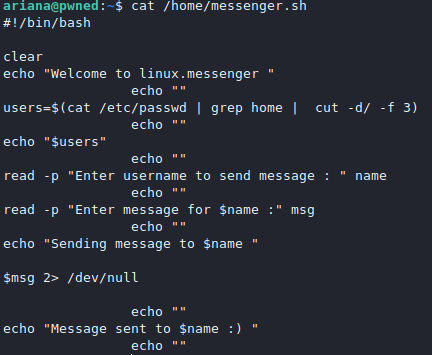 ariana@pwned:~$ cat /home/messenger.sh
#!/bin/bash
clear
echo "Welcome to linux.messenger "
echo ""
users=$(cat /etc/passwd | grep home |  cut -d/ -f 3)
echo ""
echo "$users"
echo ""
read -p "Enter username to send message : " name
echo ""
read -p "Enter message for $name :" msg
echo ""
echo "Sending message to $name "
$msg 2> /dev/null
echo ""
echo "Message sent to $name :) "
echo ""